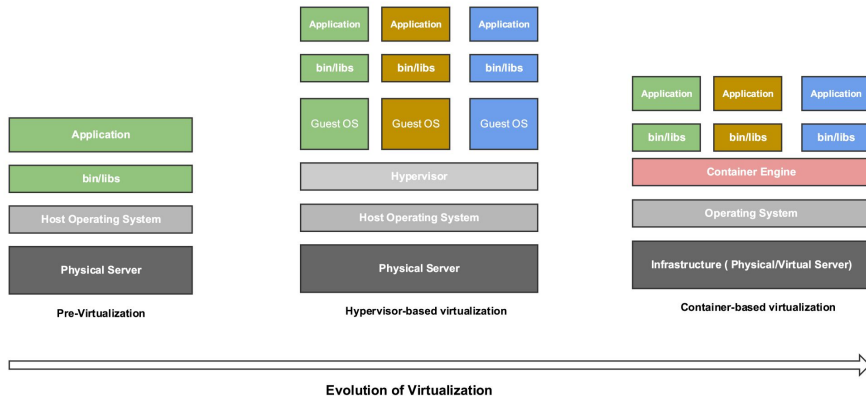 Application
bin/libs
Host Operating System
Physical Server
Pre-Virtualization
Application Application Application
bin/libs bin/libs bin/libs
Guest OS Guest OS Guest OS
Hypervisor
Host Operating System
Physical Server
Hypervisor-based virtualization
Application Application Application
bin/libs bin/libs bin/libs
Container Engine
Operating System
Infrastructure ( Physical/Virtual Server)
Container-based virtualization
Evolution of Virtualization